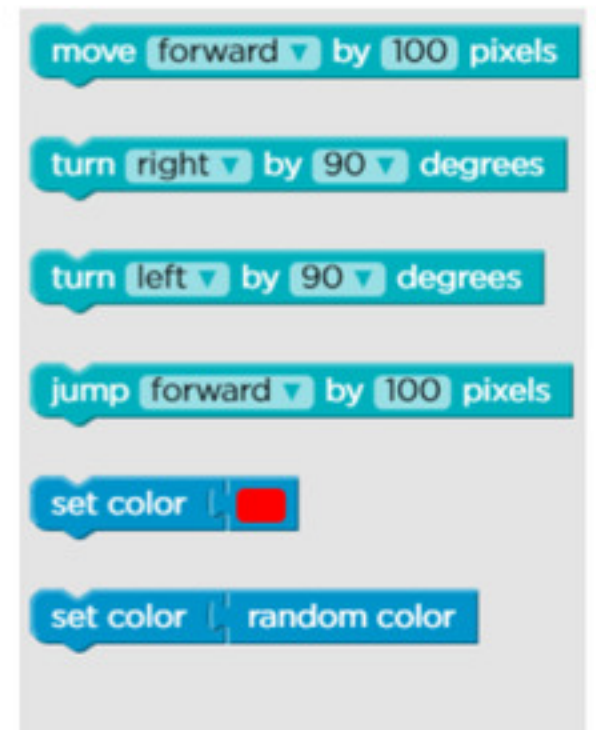 move forward by 100 pixels
turn right by 90 degrees
turn left by 90 degrees
jump forward by 100 pixels
set color
set color random color